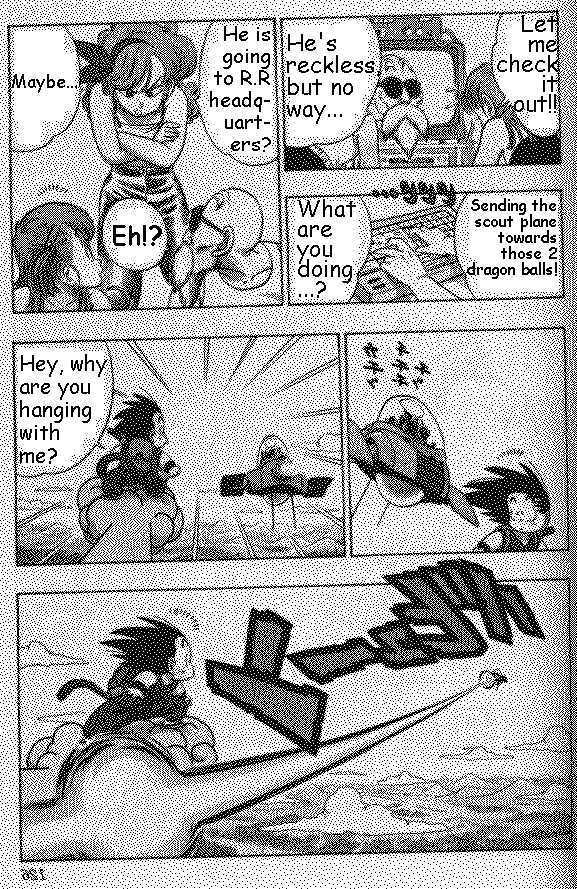 Maybe...
He is
going
to R.R
headq-
uart-
ers?
Eh!?
He's
reckless
but no
way...
Let
me
check
it
out!!
What
are
you
doing
...?
Sending the
scout plane
towards
those 2
dragon balls!
Hey, why
are you
hanging
with
me?